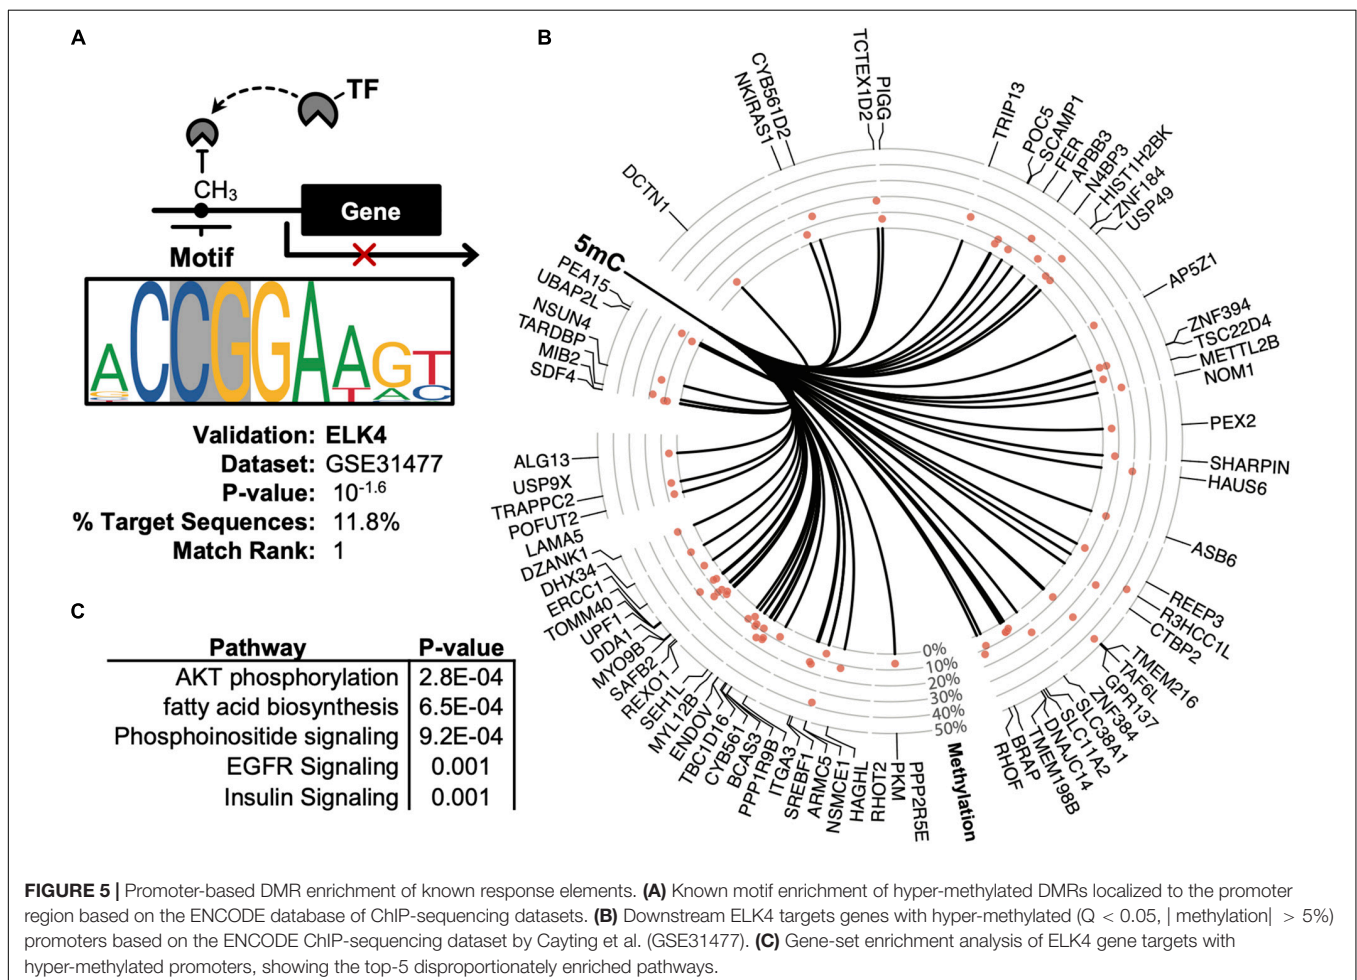 A
TF
CH3
Gene
Motif
ACCGGAAGT
Validation: ELK4
Dataset: GSE31477
P-value: 10-1.6
% Target Sequences: 11.8%
Match Rank: 1
B
5mC
DCTN1
NKIRAS1
CYB561D2
TCTEX1D2
PIGG
TRIP13
POC5
SCAMP1
FER
APBB3
N4BP3
HIST1H2BK
ZNF184
USP49
AP5Z1
ZNF394
TSC22D4
METTL2B
NOM1
PEX2
SHARPIN
HAUS6
ASB6
REEP3
R3HCC1L
CTBP2
TMEM216
TAF6L
GPR137
ZNF384
SLC38A1
SLC11A2
DNAJC14
TMEM198B
BRAP
RHOF
Methylation
0%
10%
20%
30%
40%
50%
PPP2R5E
PKM
RHOT2
HAGHL
NSMCE1
ARMC5
SREBF1
ITGA3
PPP1R9B
BCAS3
CYB561
TBC1D16
ENDOV
MYL12B
SEH1L
REXO1
SAFB2
MYO9B
DDA1
UPF1
TOMM40
ERCC1
DHX34
DZANK1
LAMA5
POFUT2
TRAPPC2
USP9X
ALG13
SDF4
MIB2
TARDBP
NSUN4
UBAP2L
PEA15
C
Pathway P-value
AKT phosphorylation 2.8E-04
fatty acid biosynthesis 6.5E-04
Phosphoinositide signaling 9.2E-04
EGFR Signaling 0.001
Insulin Signaling 0.001
FIGURE 5 | Promoter-based DMR enrichment of known response elements. (A) Known motif enrichment of hyper-methylated DMRs localized to the promoter
region based on the ENCODE database of ChIP-sequencing datasets. (B) Downstream ELK4 targets genes with hyper-methylated (Q < 0.05, | methylation| > 5%)
promoters based on the ENCODE ChIP-sequencing dataset by Cayting et al. (GSE31477). (C) Gene-set enrichment analysis of ELK4 gene targets with
hyper-methylated promoters, showing the top-5 disproportionately enriched pathways.